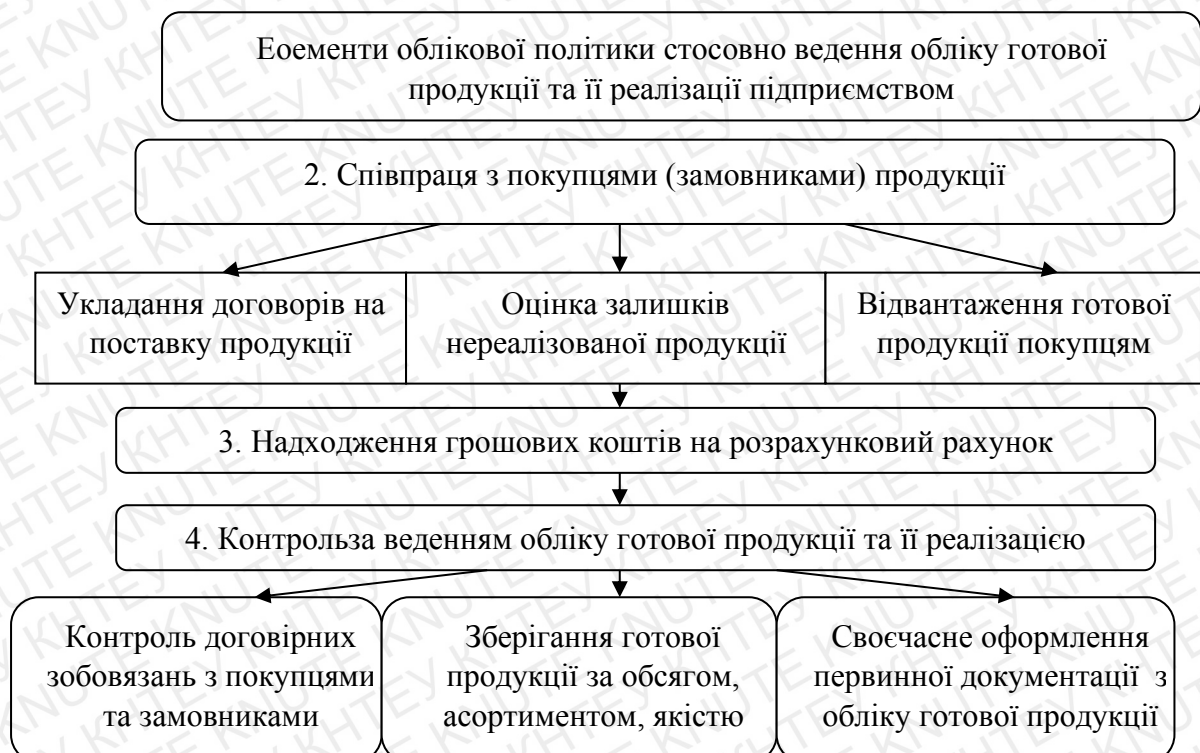 Еоементи облікової політики стосовно ведення обліку готової
продукції та її реалізації підприємством
2. Співпраця з покупцями (замовниками) продукції
Укладання договорів на
поставку продукції
Оцінка залишків
нереалізованої продукції
Відвантаження готової
продукції покупцям
3. Надходження грошових коштів на розрахунковий рахунок
4. Контрользa веденням обліку готової продукції та її реалізацією
Контроль договірних
зобовязань з покупцями
та замовниками
Зберігання готової
продукції за обсягом,
асортиментом, якістю
Своєчасне оформлення
первинної документації з
обліку готової продукції